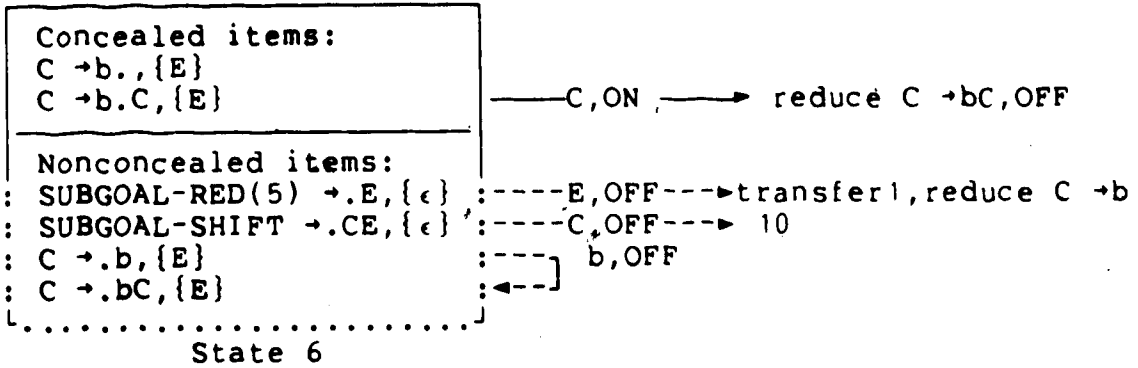 Concealed items:
C →b.,{E}
C →b.C,{E} C,ON reduce C →bC,OFF
Nonconcealed items:
: SUBGOAL-RED(5) →.E,{ϵ} :----E,OFF---►transfer1,reduce C →b
: SUBGOAL-SHIFT →.CE,{ϵ} :----C,OFF---► 10
: C →.b,{E} :---┐ b,OFF
: C →.bC,{E} :◄--┘
State 6